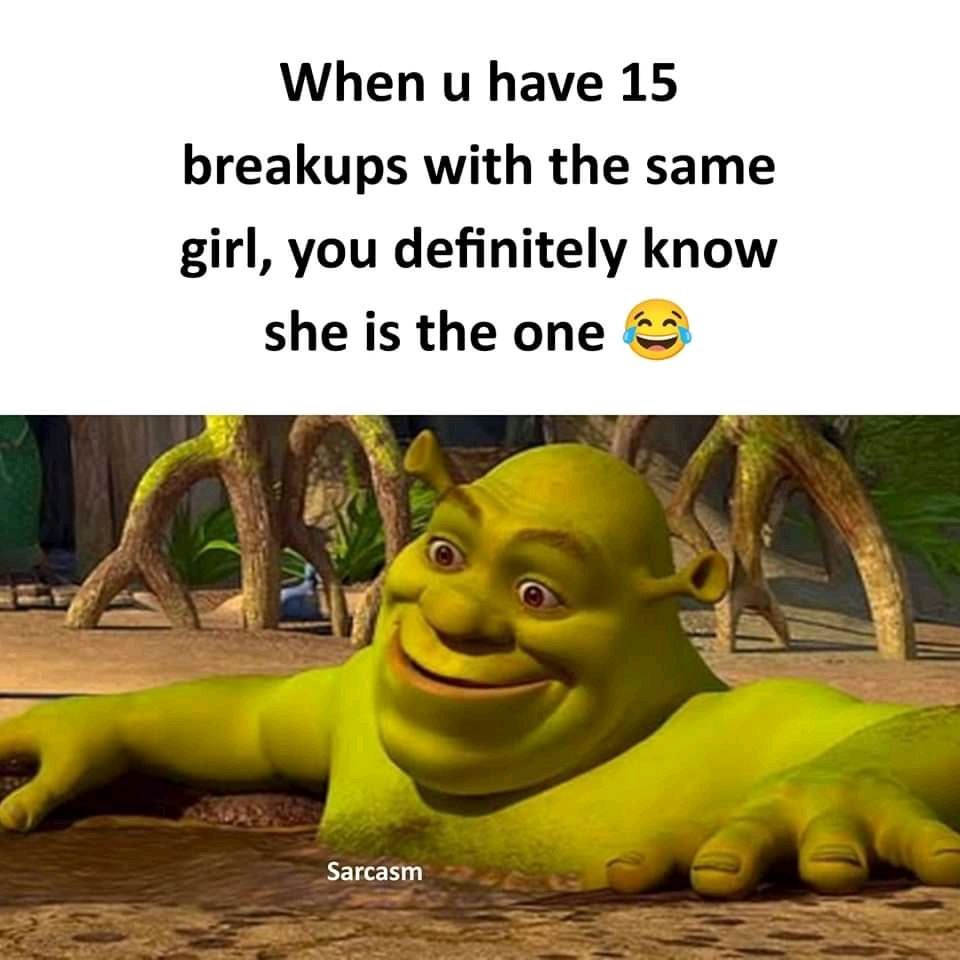 When u have 15
breakups with the same
girl, you definitely know
she is the one 😂
Sarcasm